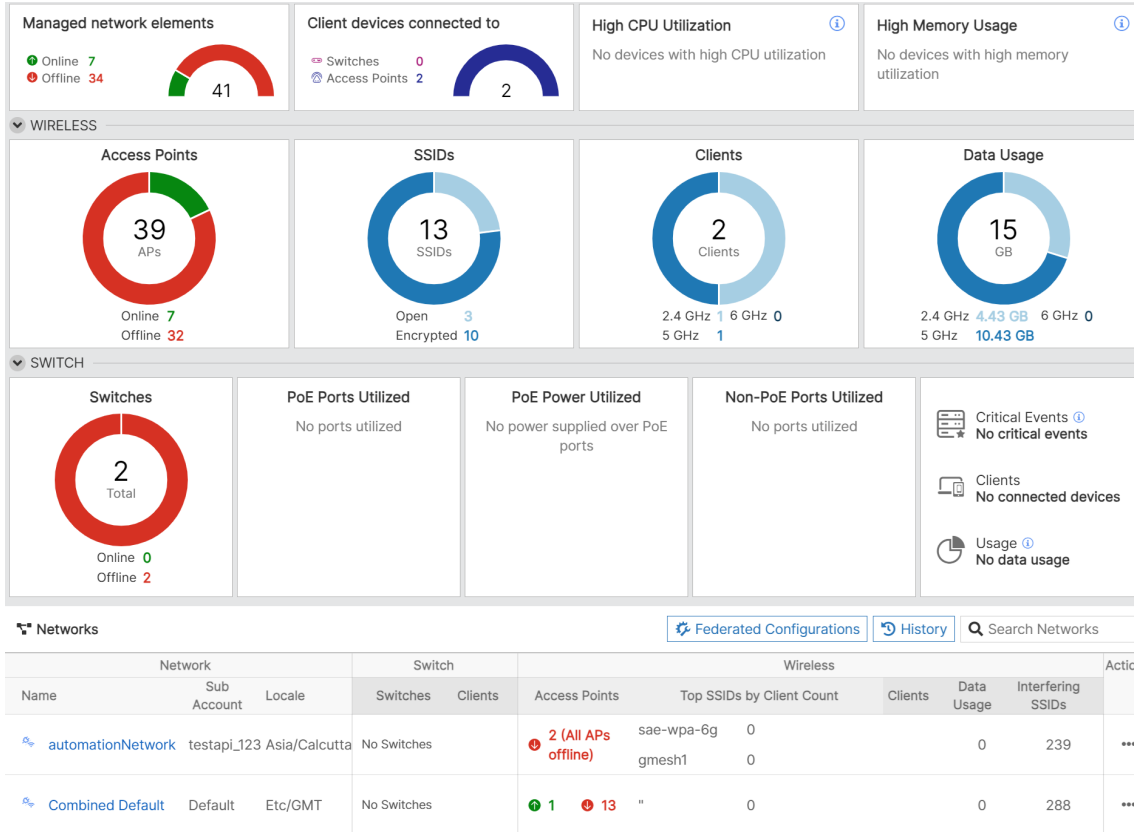 Managed network elements
Online 7
Offline 34
41
Client devices connected to
Switches 0
Access Points 2
2
High CPU Utilization
No devices with high CPU utilization
High Memory Usage
No devices with high memory
utilization
WIRELESS
Access Points
39
APs
Online 7
Offline 32
SSIDs
13
SSIDs
Open 3
Encrypted 10
Clients
2
Clients
2.4 GHz 1 6 GHz 0
5 GHz 1
Data Usage
15
GB
2.4 GHz 4.43 GB 6 GHz 0
5 GHz 10.43 GB
SWITCH
Switches
2
Total
Online 0
Offline 2
PoE Ports Utilized
No ports utilized
PoE Power Utilized
No power supplied over PoE
ports
Non-PoE Ports Utilized
No ports utilized
Critical Events
No critical events
Clients
No connected devices
Usage
No data usage
Networks
Federated Configurations
History
Search Networks
Network Switch Wireless Actio
Name Sub Account Locale Switches Clients Access Points Top SSIDs by Client Count Clients Data Usage Interfering SSIDs
automationNetwork testapi_123 Asia/Calcutta No Switches 2 (All APs offline) sae-wpa-6g 0 0 239
gmesh1 0
Combined Default Default Etc/GMT No Switches 1 13 " 0 0 288